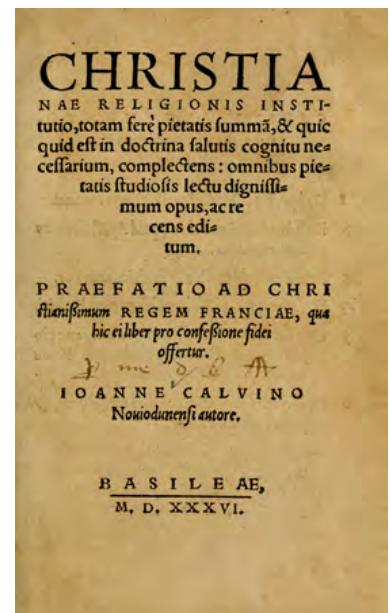 CHRISTIA
NAE RELIGIONIS INSTI-
tutio,totam ferè pietatis ſummã,& quic
quid eſt in doctrina ſalutis cognitu ne=
ceſſarium, complectens : omnibus pie=
tatis ſtudioſis lectu digniſſi=
mum opus,ac re
cens edi=
tum.
PRAEFATIO AD CHRI
ſtianißimum REGEM FRANCIAE, qua
hic ei liber pro confeßione fidei
offertur.
IOANNE CALVINO
Nouiodunenſi autore.
BASILEAE,
M. D. XXXVI.